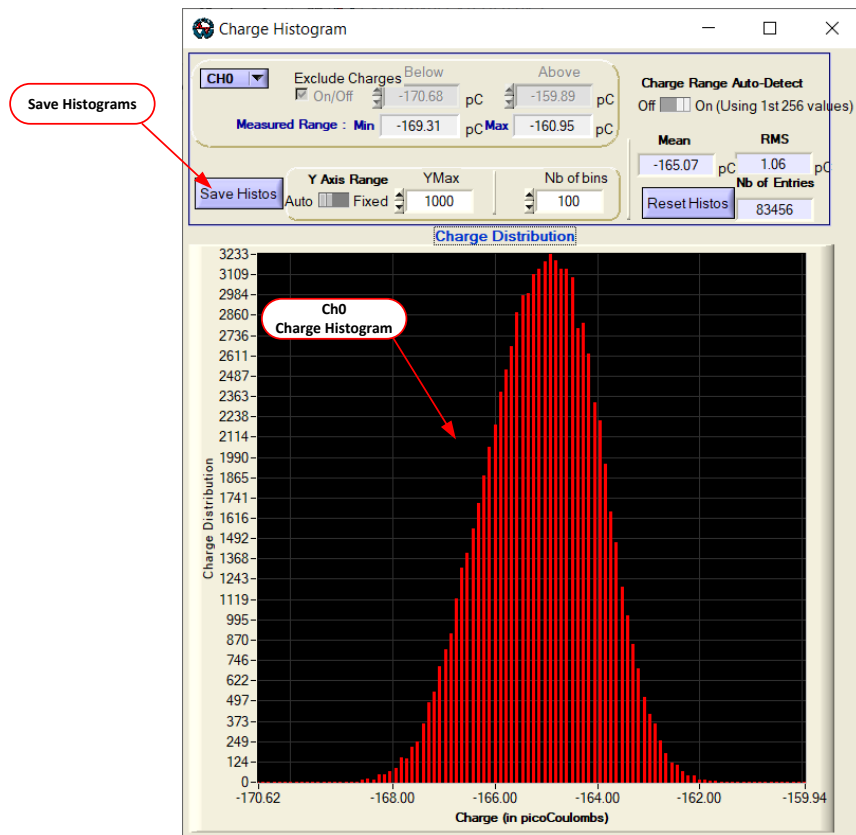 Charge Histogram
Save Histograms
CH0
Exclude Charges
On/Off
Below
-170.68 pC
Above
-159.89 pC
Measured Range : Min -169.31 pC Max -160.95 pC
Charge Range Auto-Detect
Off On (Using 1st 256 values)
Mean
-165.07 pC
RMS
1.06 pC
Save Histos
Y Axis Range
Auto Fixed
YMax
1000
Nb of bins
100
Reset Histos
Nb of Entries
83456
Charge Distribution
Ch0
Charge Histogram
3233
3109
2984
2860
2736
2611
2487
2363
2238
2114
1990
1865
1741
1616
1492
1368
1243
1119
995
870
746
622
497
373
249
124
0
Charge Distribution
-170.62 -168.00 -166.00 -164.00 -162.00 -159.94
Charge (in picoCoulombs)